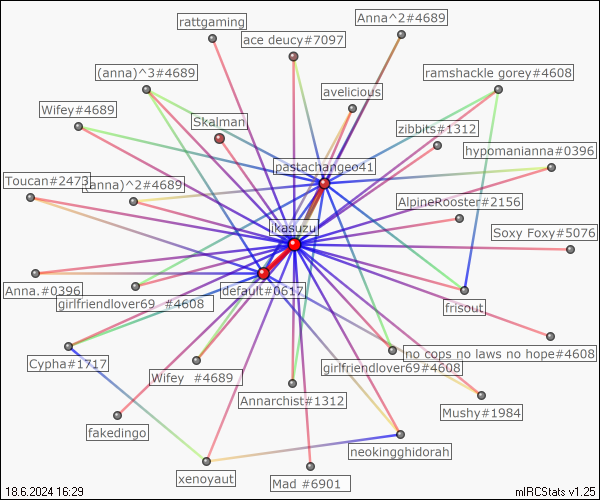 rattgaming
Anna^2#4689
ace deucy#7097
(anna)^3#4689
ramshackle gorey#4608
avelicious
Wifey#4689
Skalman
zibbits#1312
hypomanianna#0396
pastachangeo41
Toucan#2473
(anna)^2#4689
AlpineRooster#2156
ikasuzu
Soxy Foxy#5076
Anna.#0396
default#0617
girlfriendlover69 #4608
frisout
Cypha#1717
no cops no laws no hope#4608
girlfriendlover69#4608
Wifey #4689
Annarchist#1312
Mushy#1984
fakedingo
neokingghidorah
xenoyaut
Mad #6901
18.6.2024 16:29
mIRCStats v1.25